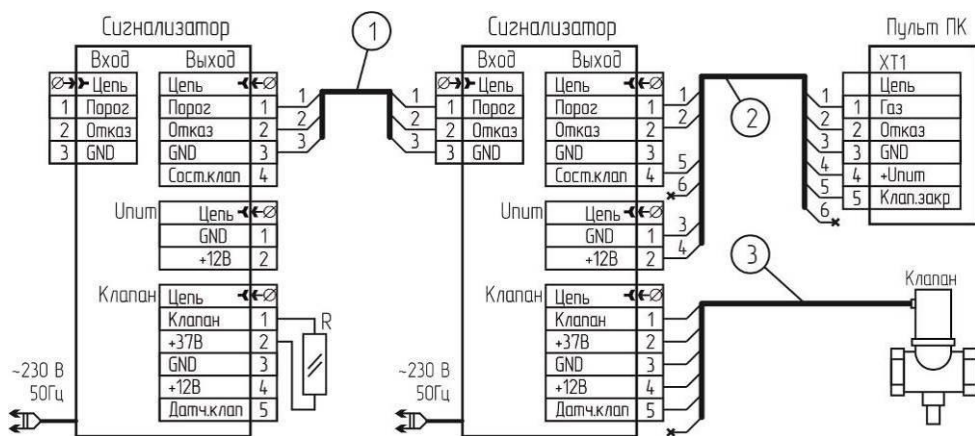 Сигнализатор
1
Сигнализатор
Пульт ПК
Вход
Выход
Вход
Выход
XT1
Цепь
Цепь
Цепь
Цепь
Цепь
1 Порог
Порог 1
1
1
1 Порог
Порог 1
1
2
1
1 Газ
2 Отказ
Отказ 2
2
2
2 Отказ
Отказ 2
2
2
2 Отказ
3 GND
GND 3
3
3
3 GND
GND 3
3
3 GND
Сост.клап 4
Сост.клап 4
5
4
4 +Uпит
6
5
5 Клап.закр
6
Uпит
Цепь
Uпит
Цепь
GND 1
GND 1
3
+12В 2
+12В 2
4
3
Клапан
Клапан
Цепь
Клапан
Цепь
Клапан 1
R
Клапан 1
+37В 2
+37В 2
GND 3
GND 3
~230 В
+12В 4
~230 В
+12В 4
50Гц
Датч.клап 5
50Гц
Датч.клап 5